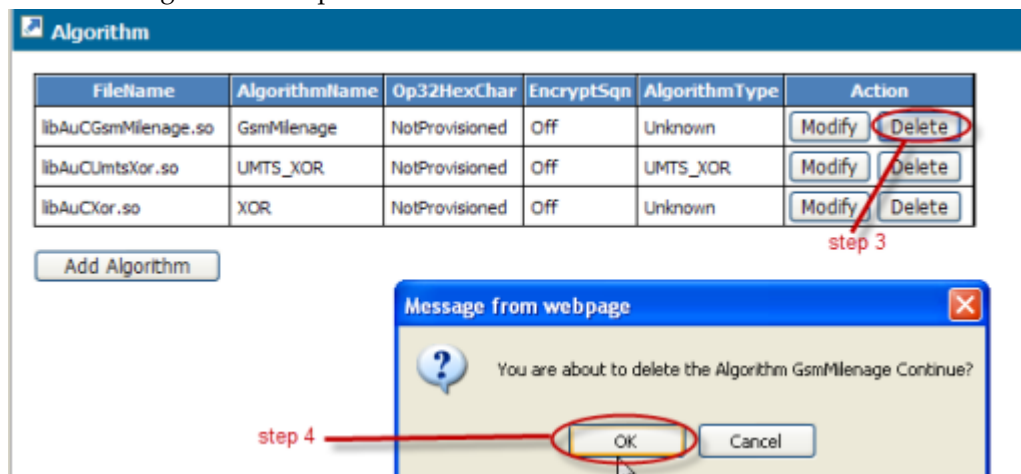 Algorithm
FileName AlgorithmName Op32HexChar EncryptSqn AlgorithmType Action
libAuCGsmMilenage.so GsmMilenage NotProvisioned Off Unknown Modify Delete
libAuCUmtsXor.so UMTS_XOR NotProvisioned Off UMTS_XOR Modify Delete
libAuCXor.so XOR NotProvisioned Off Unknown Modify Delete
step 3
Add Algorithm
Message from webpage
You are about to delete the Algorithm GsmMilenage Continue?
step 4
OK Cancel